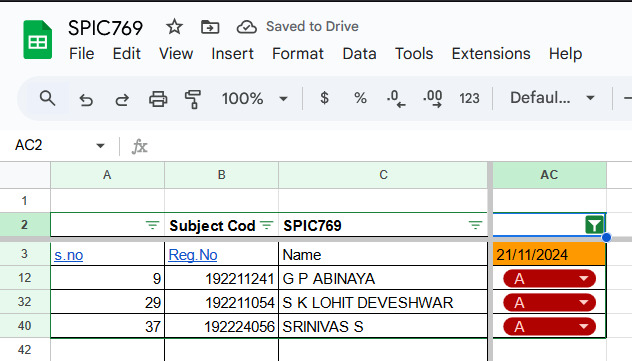 SPIC769 Saved to Drive
File Edit View Insert Format Data Tools Extensions Help
100% $ % .0 .00 123 Defaul...
AC2 fx
A B C AC
1
2 Subject Cod SPIC769
3 s.no Reg.No Name 21/11/2024
12 9 192211241 G P ABINAYA A
32 29 192211054 S K LOHIT DEVESHWAR A
40 37 192224056 SRINIVAS S A
42